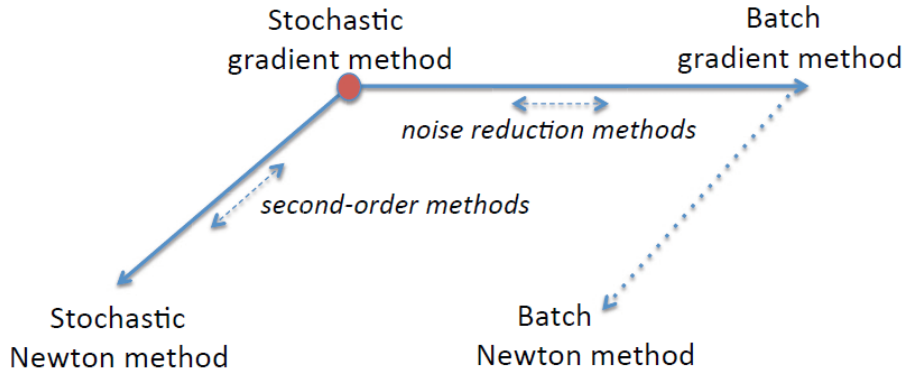 Stochastic
gradient method
Batch
gradient method
noise reduction methods
second-order methods
Stochastic
Newton method
Batch
Newton method